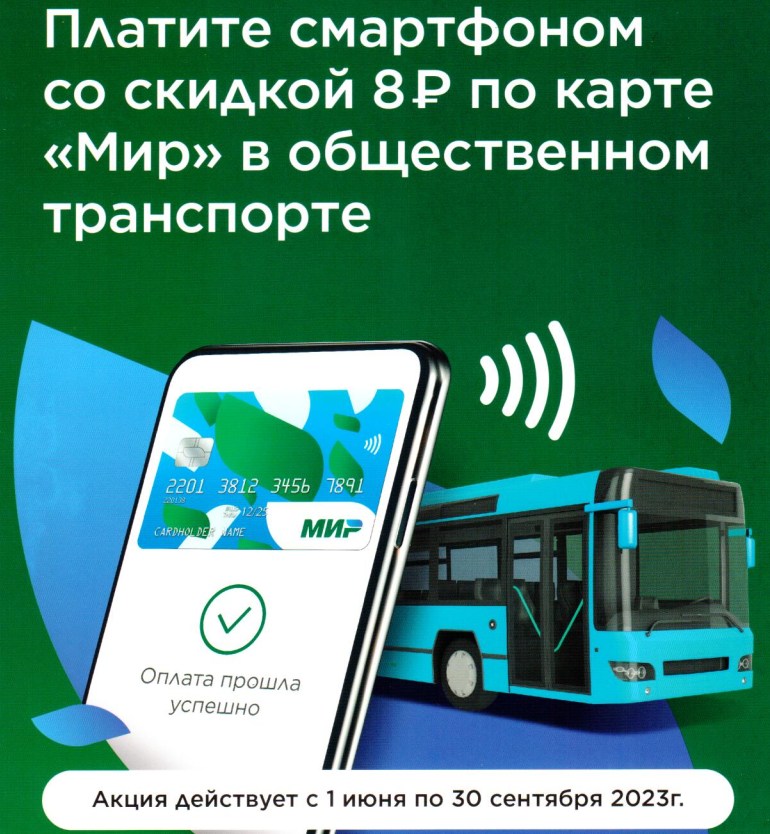 Платите смартфоном
со скидкой 8 ₽ по карте
«Мир» в общественном
транспорте
2201 3812 3456 7891
12/25
CARDHOLDER NAME
МИР
Оплата прошла
успешно
Акция действует с 1 июня по 30 сентября 2023г.